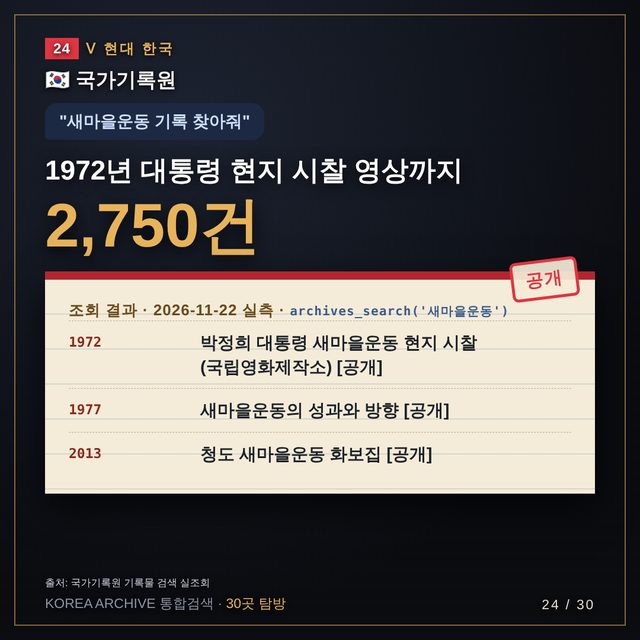 24 V 현대 한국
🇰🇷 국가기록원
"새마을운동 기록 찾아줘"
1972년 대통령 현지 시찰 영상까지
2,750건
공개
조회 결과 · 2026-11-22 실측 · archives_search('새마을운동')
1972 박정희 대통령 새마을운동 현지 시찰
(국립영화제작소) [공개]
1977 새마을운동의 성과와 방향 [공개]
2013 청도 새마을운동 화보집 [공개]
출처: 국가기록원 기록물 검색 실조회
KOREA ARCHIVE 통합검색 · 30곳 탐방
24 / 30